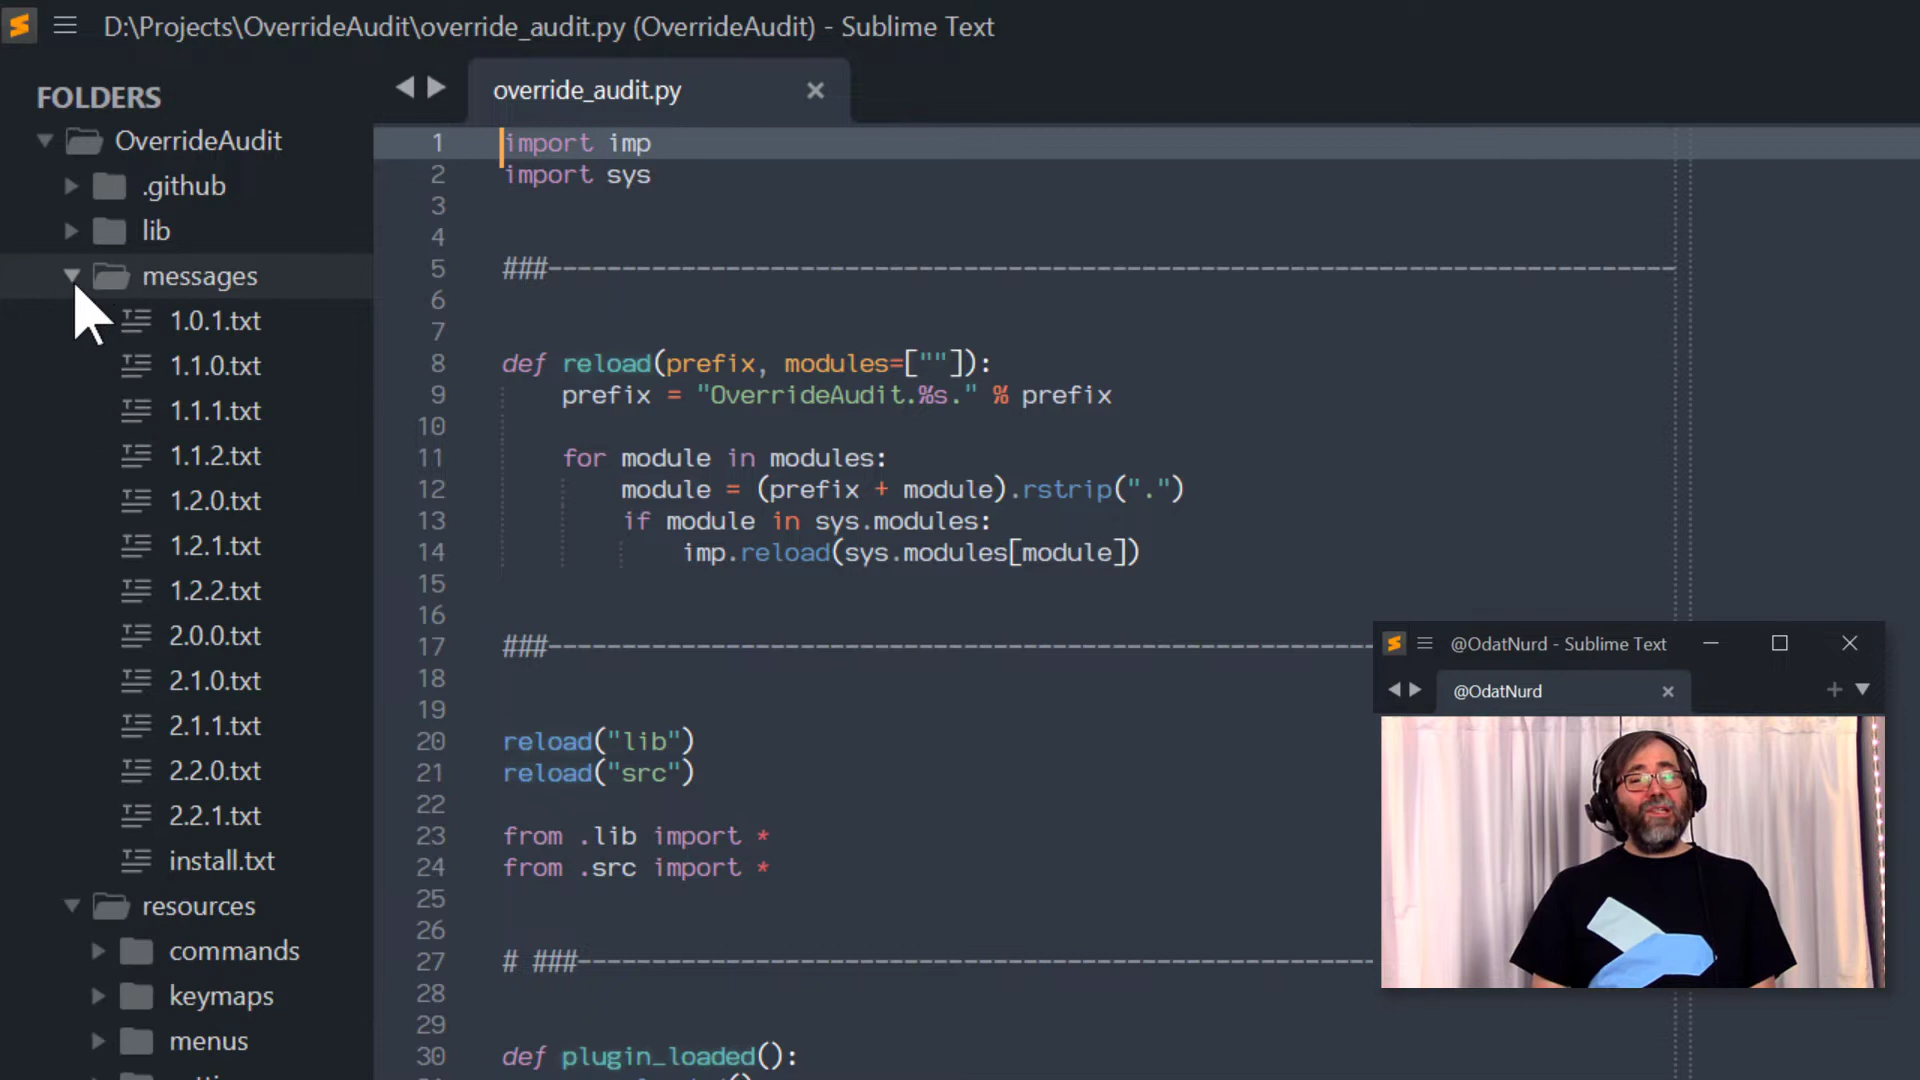 D:\Projects\OverrideAudit\override_audit.py (OverrideAudit) - Sublime Text
FOLDERS
OverrideAudit
.github
lib
messages
1.0.1.txt
1.1.0.txt
1.1.1.txt
1.1.2.txt
1.2.0.txt
1.2.1.txt
1.2.2.txt
2.0.0.txt
2.1.0.txt
2.1.1.txt
2.2.0.txt
2.2.1.txt
install.txt
resources
commands
keymaps
menus
override_audit.py
1 import imp
2 import sys
3
4
5 ###----------------------------------------------------------------------------
6
7
8 def reload(prefix, modules=[""]):
9     prefix = "OverrideAudit.%s." % prefix
10
11     for module in modules:
12         module = (prefix + module).rstrip(".")
13         if module in sys.modules:
14             imp.reload(sys.modules[module])
15
16
17 ###--------------------------------------------------------
18
19
20 reload("lib")
21 reload("src")
22
23 from .lib import *
24 from .src import *
25
26
27 # ###------------------------------------------------------
28
29
30 def plugin_loaded():
@OdatNurd - Sublime Text
@OdatNurd